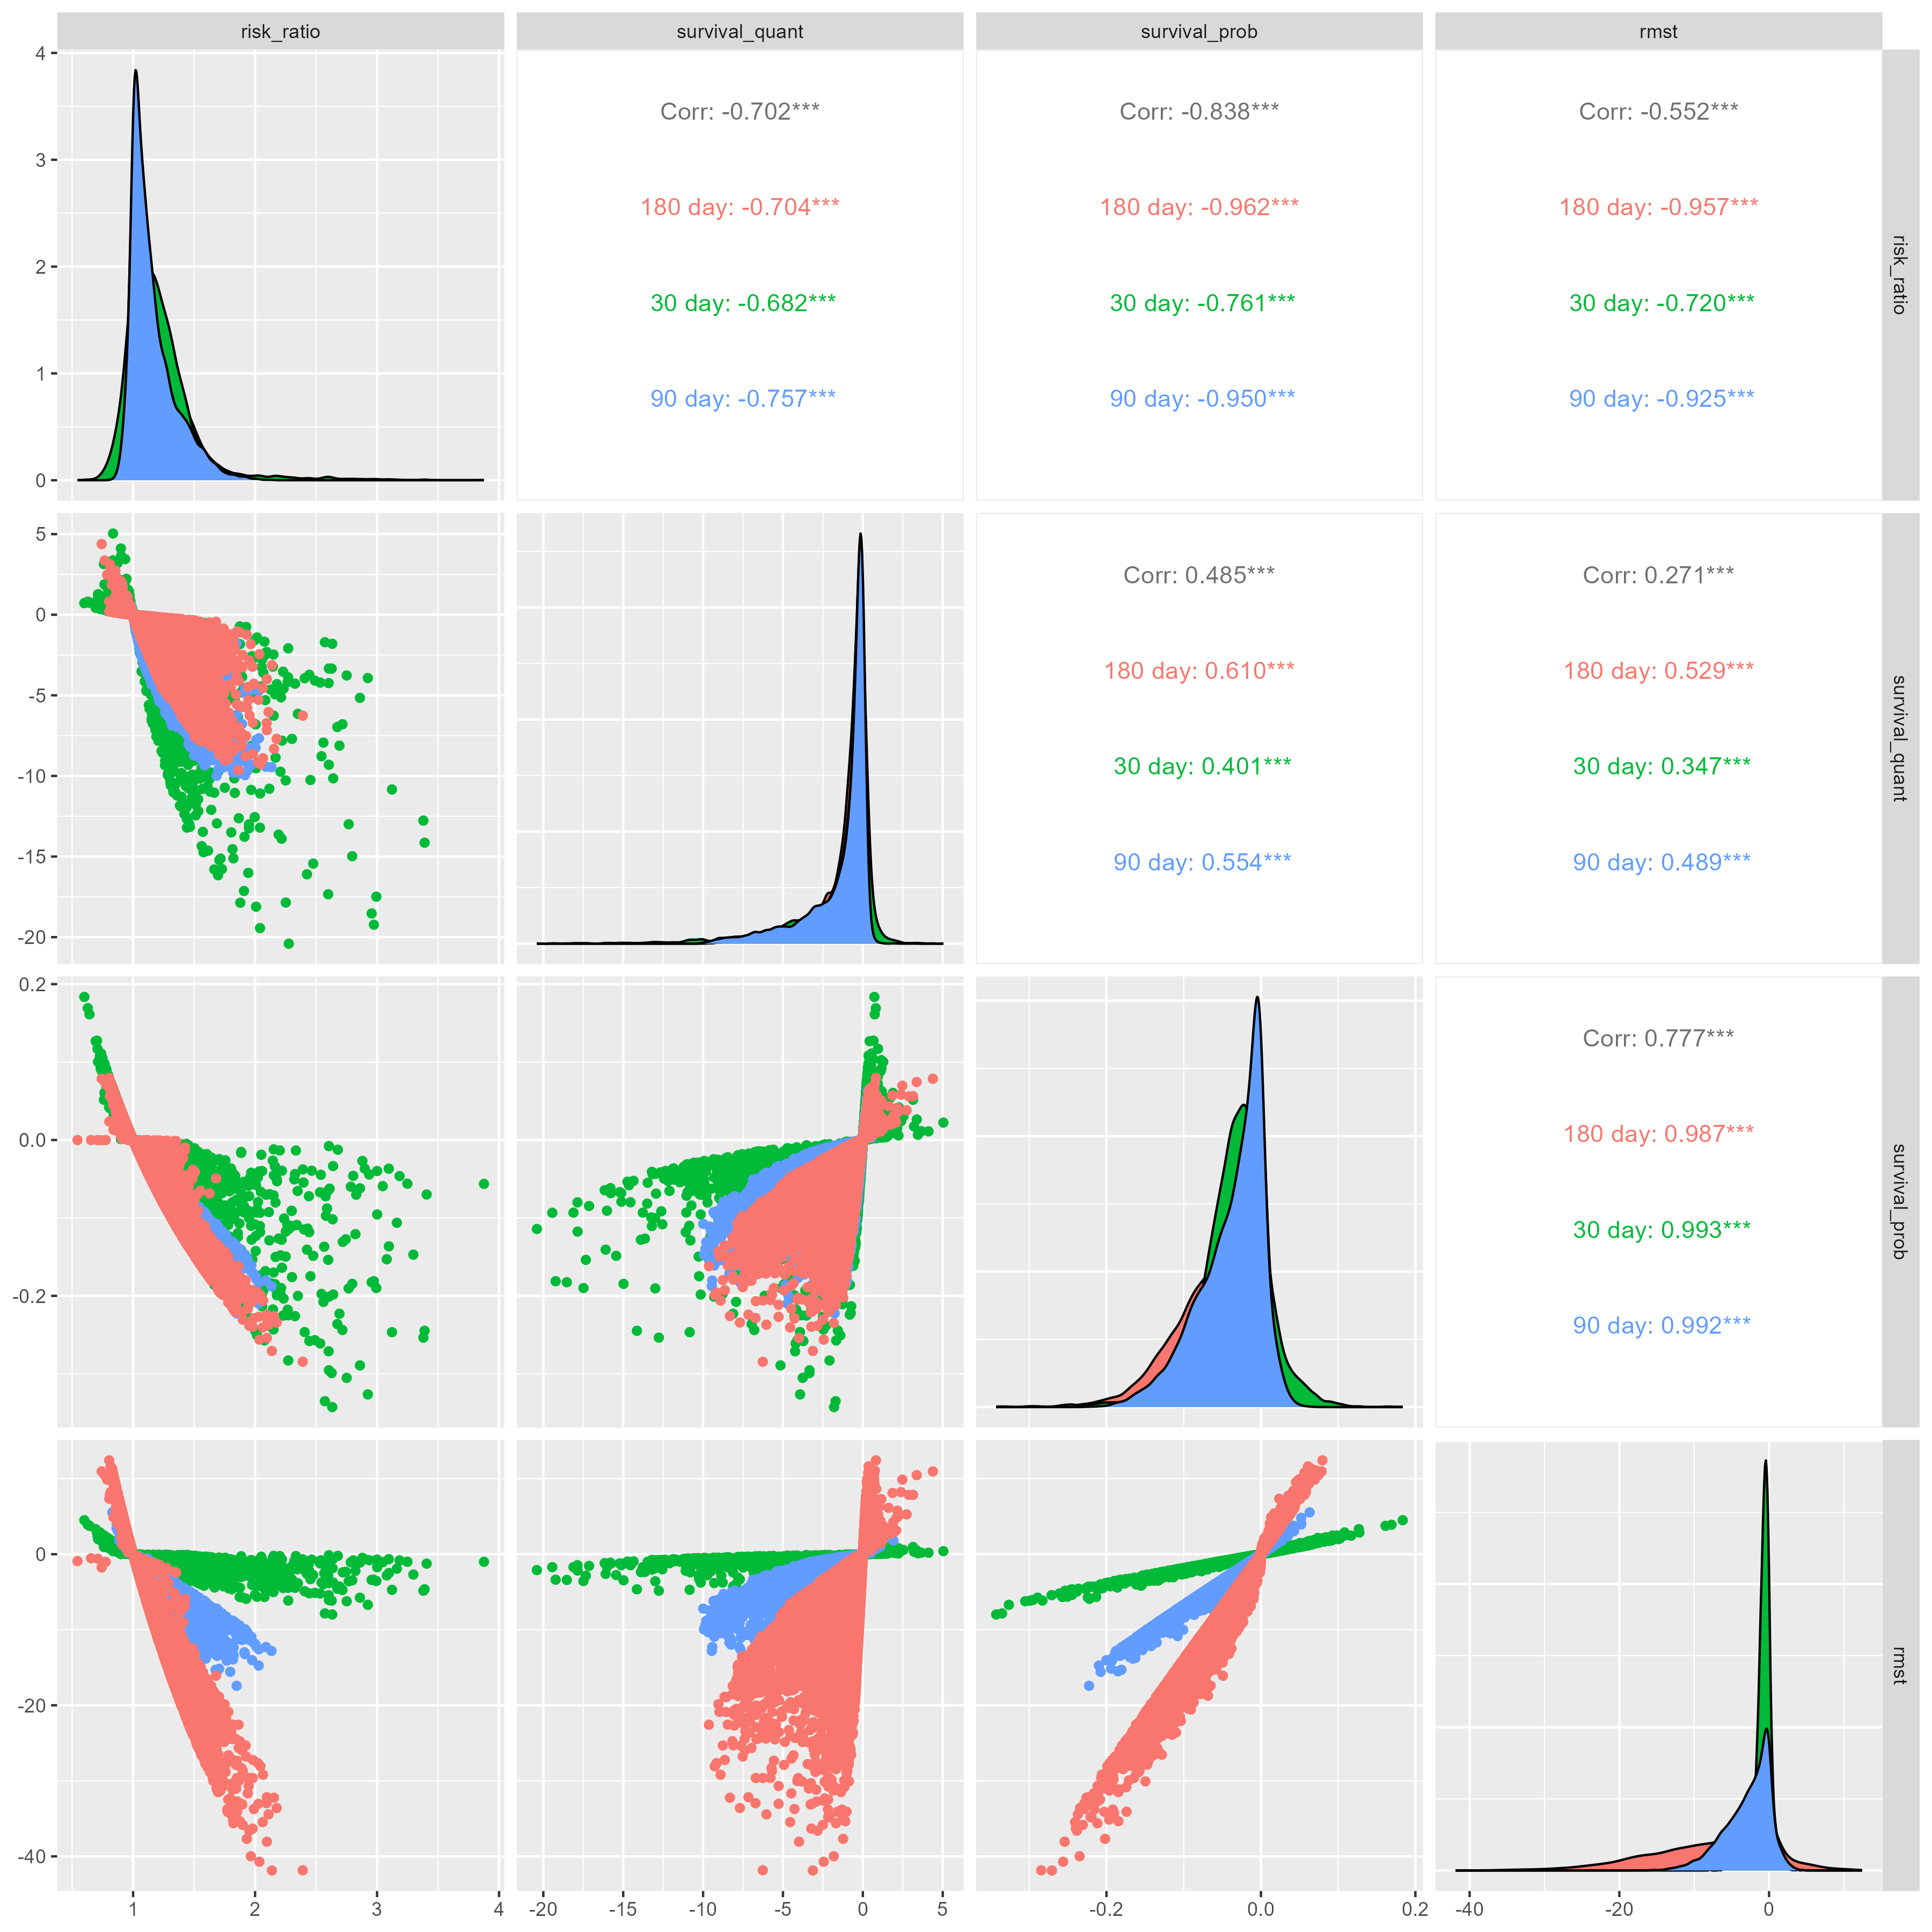 risk_ratio
survival_quant
survival_prob
rmst
4
3
2
1
0
Corr: -0.702***
180 day: -0.704***
30 day: -0.682***
90 day: -0.757***
Corr: -0.838***
180 day: -0.962***
30 day: -0.761***
90 day: -0.950***
Corr: -0.552***
180 day: -0.957***
30 day: -0.720***
90 day: -0.925***
risk_ratio
5
0
-5
-10
-15
-20
Corr: 0.485***
180 day: 0.610***
30 day: 0.401***
90 day: 0.554***
Corr: 0.271***
180 day: 0.529***
30 day: 0.347***
90 day: 0.489***
survival_quant
0.2
0.0
-0.2
Corr: 0.777***
180 day: 0.987***
30 day: 0.993***
90 day: 0.992***
survival_prob
0
-20
-40
rmst
1 2 3 4
-20 -15 -10 -5 0 5
-0.2 0.0 0.2
-40 -20 0